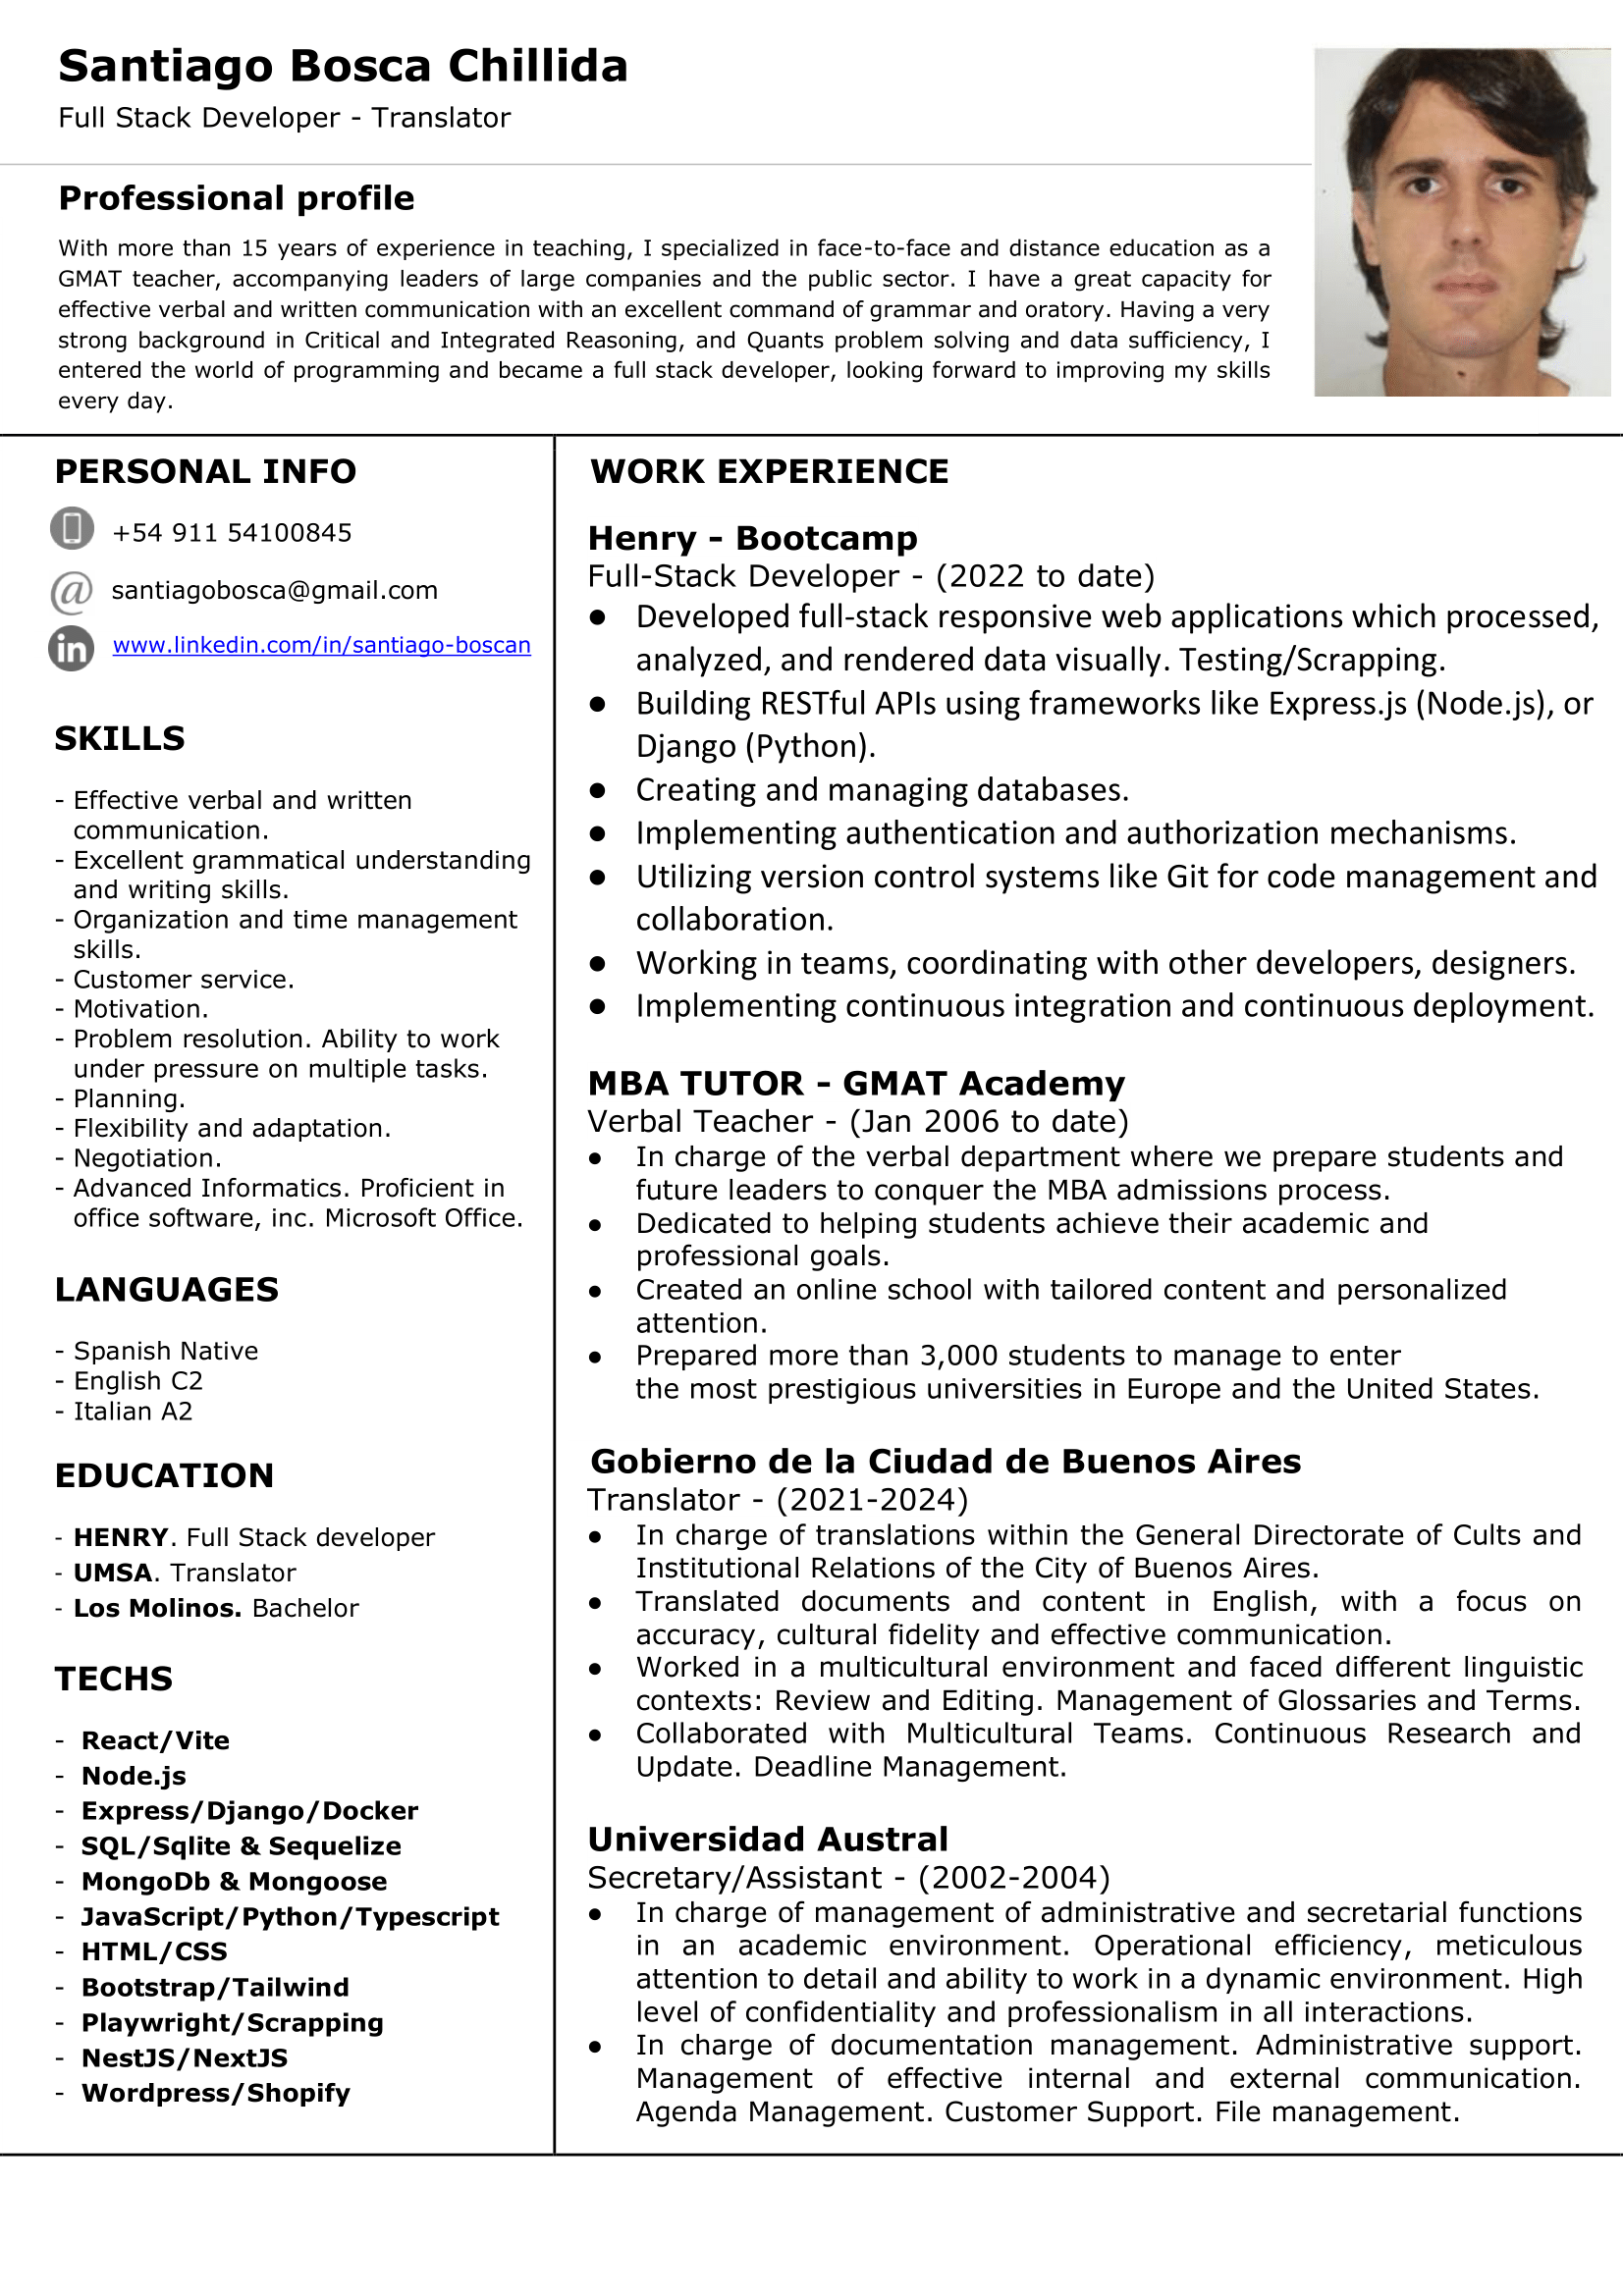 Santiago Bosca Chillida
Full Stack Developer - Translator
Professional profile
With more than 15 years of experience in teaching, I specialized in face-to-face and distance education as a
GMAT teacher, accompanying leaders of large companies and the public sector. I have a great capacity for
effective verbal and written communication with an excellent command of grammar and oratory. Having a very
strong background in Critical and Integrated Reasoning, and Quants problem solving and data sufficiency, I
entered the world of programming and became a full stack developer, looking forward to improving my skills
every day.
PERSONAL INFO
+54 911 54100845
@ santiagobosca@gmail.com
in www.linkedin.com/in/santiago-boscan
SKILLS
- Effective verbal and written
communication.
- Excellent grammatical understanding
and writing skills.
- Organization and time management
skills.
- Customer service.
- Motivation.
- Problem resolution. Ability to work
under pressure on multiple tasks.
- Planning.
- Flexibility and adaptation.
- Negotiation.
- Advanced Informatics. Proficient in
office software, inc. Microsoft Office.
LANGUAGES
- Spanish Native
- English C2
- Italian A2
EDUCATION
- HENRY. Full Stack developer
- UMSA. Translator
- Los Molinos. Bachelor
TECHS
- React/Vite
- Node.js
- Express/Django/Docker
- SQL/Sqlite & Sequelize
- MongoDb & Mongoose
- JavaScript/Python/Typescript
- HTML/CSS
- Bootstrap/Tailwind
- Playwright/Scrapping
- NestJS/NextJS
- Wordpress/Shopify
WORK EXPERIENCE
Henry - Bootcamp
Full-Stack Developer - (2022 to date)
● Developed full-stack responsive web applications which processed,
analyzed, and rendered data visually. Testing/Scrapping.
● Building RESTful APIs using frameworks like Express.js (Node.js), or
Django (Python).
● Creating and managing databases.
● Implementing authentication and authorization mechanisms.
● Utilizing version control systems like Git for code management and
collaboration.
● Working in teams, coordinating with other developers, designers.
● Implementing continuous integration and continuous deployment.
MBA TUTOR - GMAT Academy
Verbal Teacher - (Jan 2006 to date)
● In charge of the verbal department where we prepare students and
future leaders to conquer the MBA admissions process.
● Dedicated to helping students achieve their academic and
professional goals.
● Created an online school with tailored content and personalized
attention.
● Prepared more than 3,000 students to manage to enter
the most prestigious universities in Europe and the United States.
Gobierno de la Ciudad de Buenos Aires
Translator - (2021-2024)
● In charge of translations within the General Directorate of Cults and
Institutional Relations of the City of Buenos Aires.
● Translated documents and content in English, with a focus on
accuracy, cultural fidelity and effective communication.
● Worked in a multicultural environment and faced different linguistic
contexts: Review and Editing. Management of Glossaries and Terms.
● Collaborated with Multicultural Teams. Continuous Research and
Update. Deadline Management.
Universidad Austral
Secretary/Assistant - (2002-2004)
● In charge of management of administrative and secretarial functions
in an academic environment. Operational efficiency, meticulous
attention to detail and ability to work in a dynamic environment. High
level of confidentiality and professionalism in all interactions.
● In charge of documentation management. Administrative support.
Management of effective internal and external communication.
Agenda Management. Customer Support. File management.